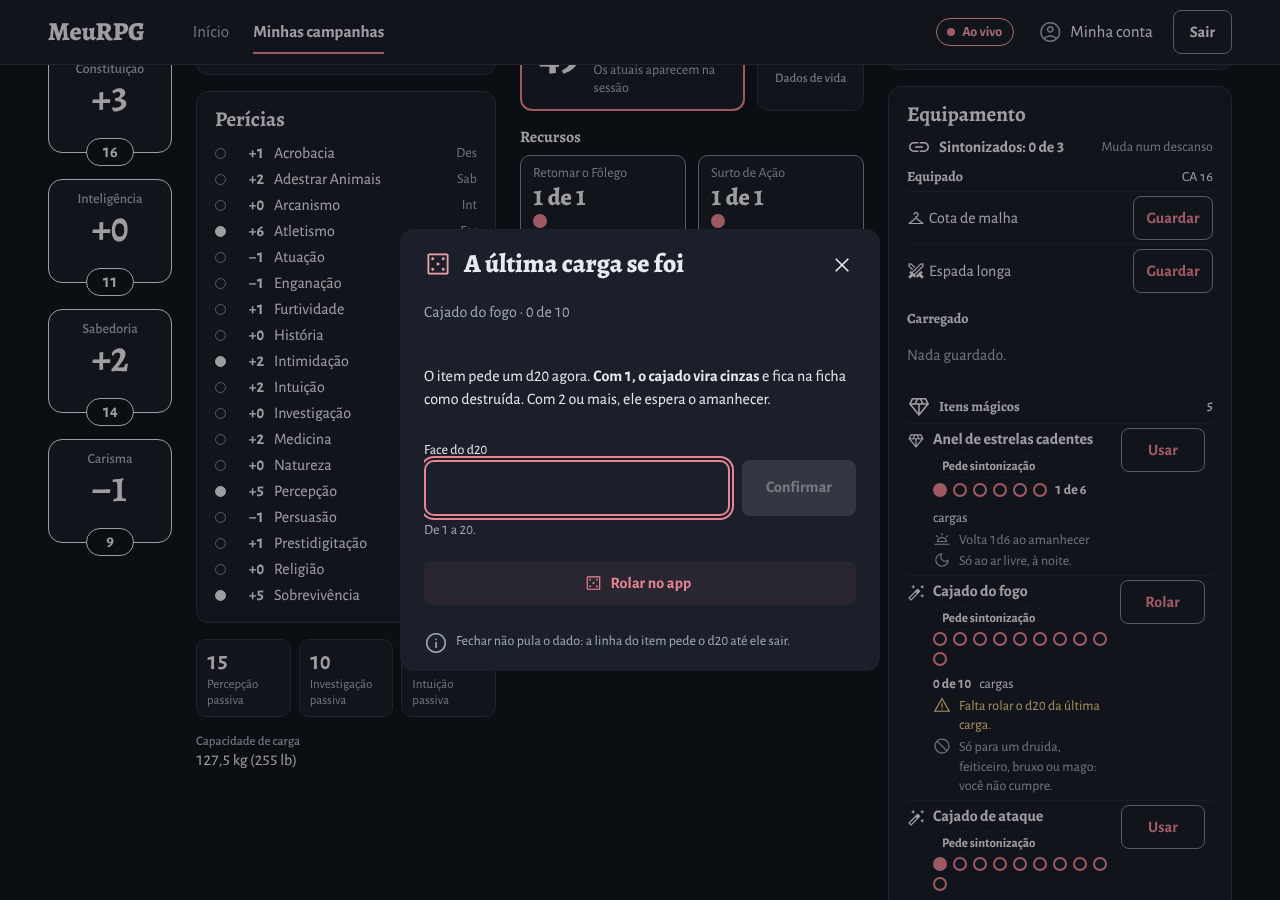 MeuRPG
Início
Minhas campanhas
Ao vivo
Minha conta
Sair
Constituição
+3
16
Inteligência
+0
11
Sabedoria
+2
14
Carisma
−1
9
Perícias
+1 Acrobacia Des
+2 Adestrar Animais Sab
+0 Arcanismo Int
+6 Atletismo
−1 Atuação
−1 Enganação
+1 Furtividade
+0 História
+2 Intimidação
+2 Intuição
+0 Investigação
+2 Medicina
+0 Natureza
+5 Percepção
−1 Persuasão
+1 Prestidigitação
+0 Religião
+5 Sobrevivência
15
Percepção
passiva
10
Investigação
passiva
Intuição
passiva
Capacidade de carga
127,5 kg (255 lb)
Os atuais aparecem na
sessão
Dados de vida
Recursos
Retomar o Fôlego
1 de 1
Surto de Ação
1 de 1
A última carga se foi
Cajado do fogo · 0 de 10
O item pede um d20 agora. Com 1, o cajado vira cinzas e fica na ficha
como destruída. Com 2 ou mais, ele espera o amanhecer.
Face do d20
Confirmar
De 1 a 20.
Rolar no app
Fechar não pula o dado: a linha do item pede o d20 até ele sair.
Equipamento
Sintonizados: 0 de 3 Muda num descanso
Equipado CA 16
Cota de malha Guardar
Espada longa Guardar
Carregado
Nada guardado.
Itens mágicos 5
Anel de estrelas cadentes Usar
Pede sintonização
1 de 6
cargas
Volta 1d6 ao amanhecer
Só ao ar livre, à noite.
Cajado do fogo Rolar
Pede sintonização
0 de 10 cargas
Falta rolar o d20 da última
carga.
Só para um druida,
feiticeiro, bruxo ou mago:
você não cumpre.
Cajado de ataque Usar
Pede sintonização